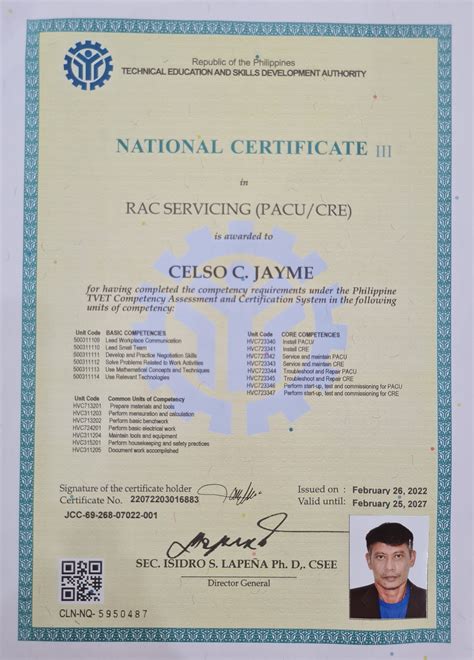 Republic of the Philippines
TECHNICAL EDUCATION AND SKILLS DEVELOPMENT AUTHORITY
NATIONAL CERTIFICATE III
in
RAC SERVICING (PACU/CRE)
is awarded to
CELSO C. JAYME
for having completed the competency requirements under the Philippine
TVET Competency Assessment and Certification System in the following
units of competency:
Unit Code BASIC COMPETENCIES
500311109 Lead Workplace Communication
500311110 Lead Small Team
500311111 Develop and Practice Negotiation Skills
500311112 Solve Problems Related to Work Activities
500311113 Use Mathematical Concepts and Techniques
500311114 Use Relevant Technologies
Unit Code CORE COMPETENCIES
HVC723340 Install PACU
HVC723341 Install CRE
HVC723342 Service and maintain PACU
HVC723343 Service and maintain CRE
HVC723344 Troubleshoot and Repair PACU
HVC723345 Troubleshoot and Repair CRE
HVC723346 Perform start-up, test and commissioning for PACU
HVC723347 Perform start-up, test and commissioning for CRE
Unit Code Common Units of Competency
HVC713201 Prepare materials and tools
HVC311203 Perform mensuration and calculation
HVC713202 Perform basic benchwork
HVC724201 Perform basic electrical work
HVC311204 Maintain tools and equipment
HVC315201 Perform housekeeping and safety practices
HVC311205 Document work accomplished
Signature of the certificate holder
Certificate No. 22072203016883
JCC-69-268-07022-001
Issued on : February 26, 2022
Valid until: February 25, 2027
SEC. ISIDRO S. LAPEÑA Ph. D,. CSEE
Director General
CLN-NQ- 5950487